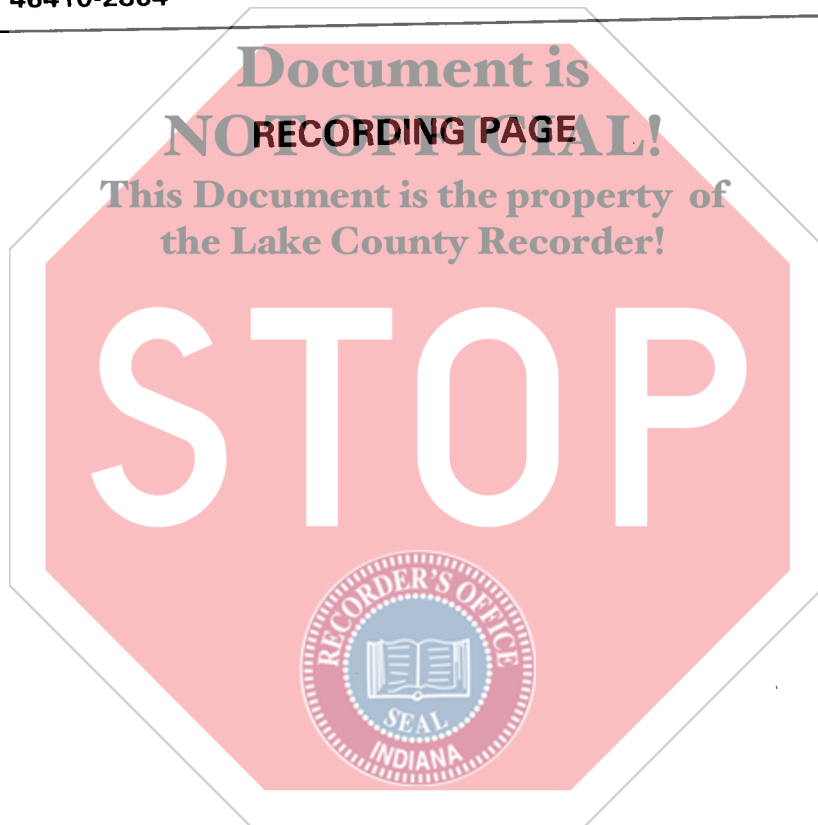 Document is
NOT OFFICIAL!
RECORDING PAGE
This Document is the property of
the Lake County Recorder!
STOP
RECORDER'S OFFICE
SEAL
INDIANA